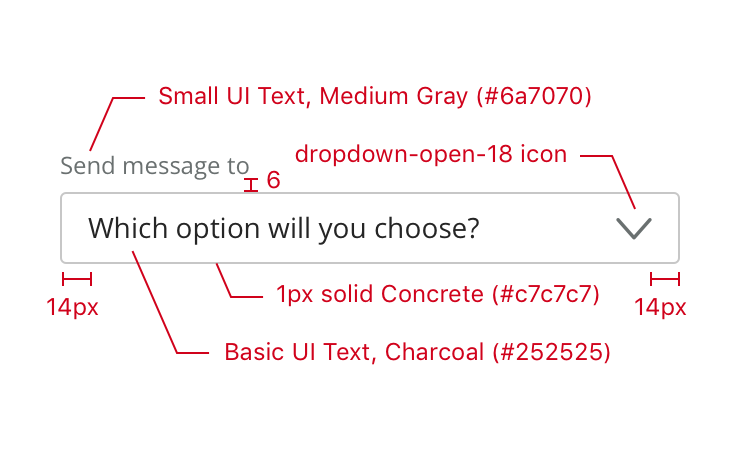 Small UI Text, Medium Gray (#6a7070)
dropdown-open-18 icon
Send message to
6
Which option will you choose?
14px
1px solid Concrete (#c7c7c7)
14px
Basic UI Text, Charcoal (#252525)